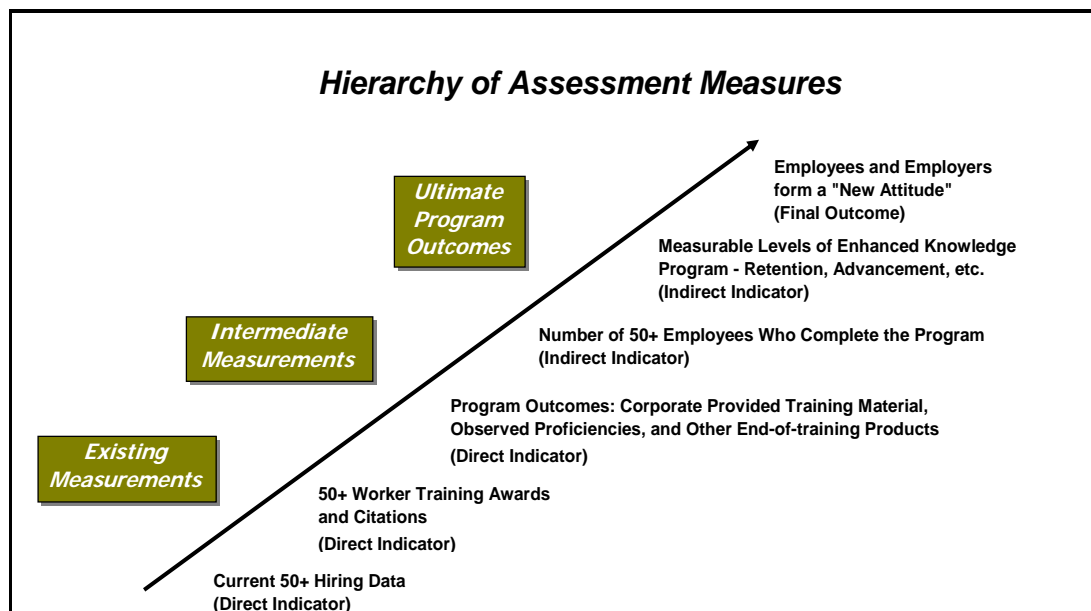 Hierarchy of Assessment Measures
Employees and Employers
form a "New Attitude"
(Final Outcome)
Ultimate
Program
Outcomes
Measurable Levels of Enhanced Knowledge
Program - Retention, Advancement, etc.
(Indirect Indicator)
Intermediate
Measurements
Number of 50+ Employees Who Complete the Program
(Indirect Indicator)
Program Outcomes: Corporate Provided Training Material,
Observed Proficiencies, and Other End-of-training Products
(Direct Indicator)
Existing
Measurements
50+ Worker Training Awards
and Citations
(Direct Indicator)
Current 50+ Hiring Data
(Direct Indicator)